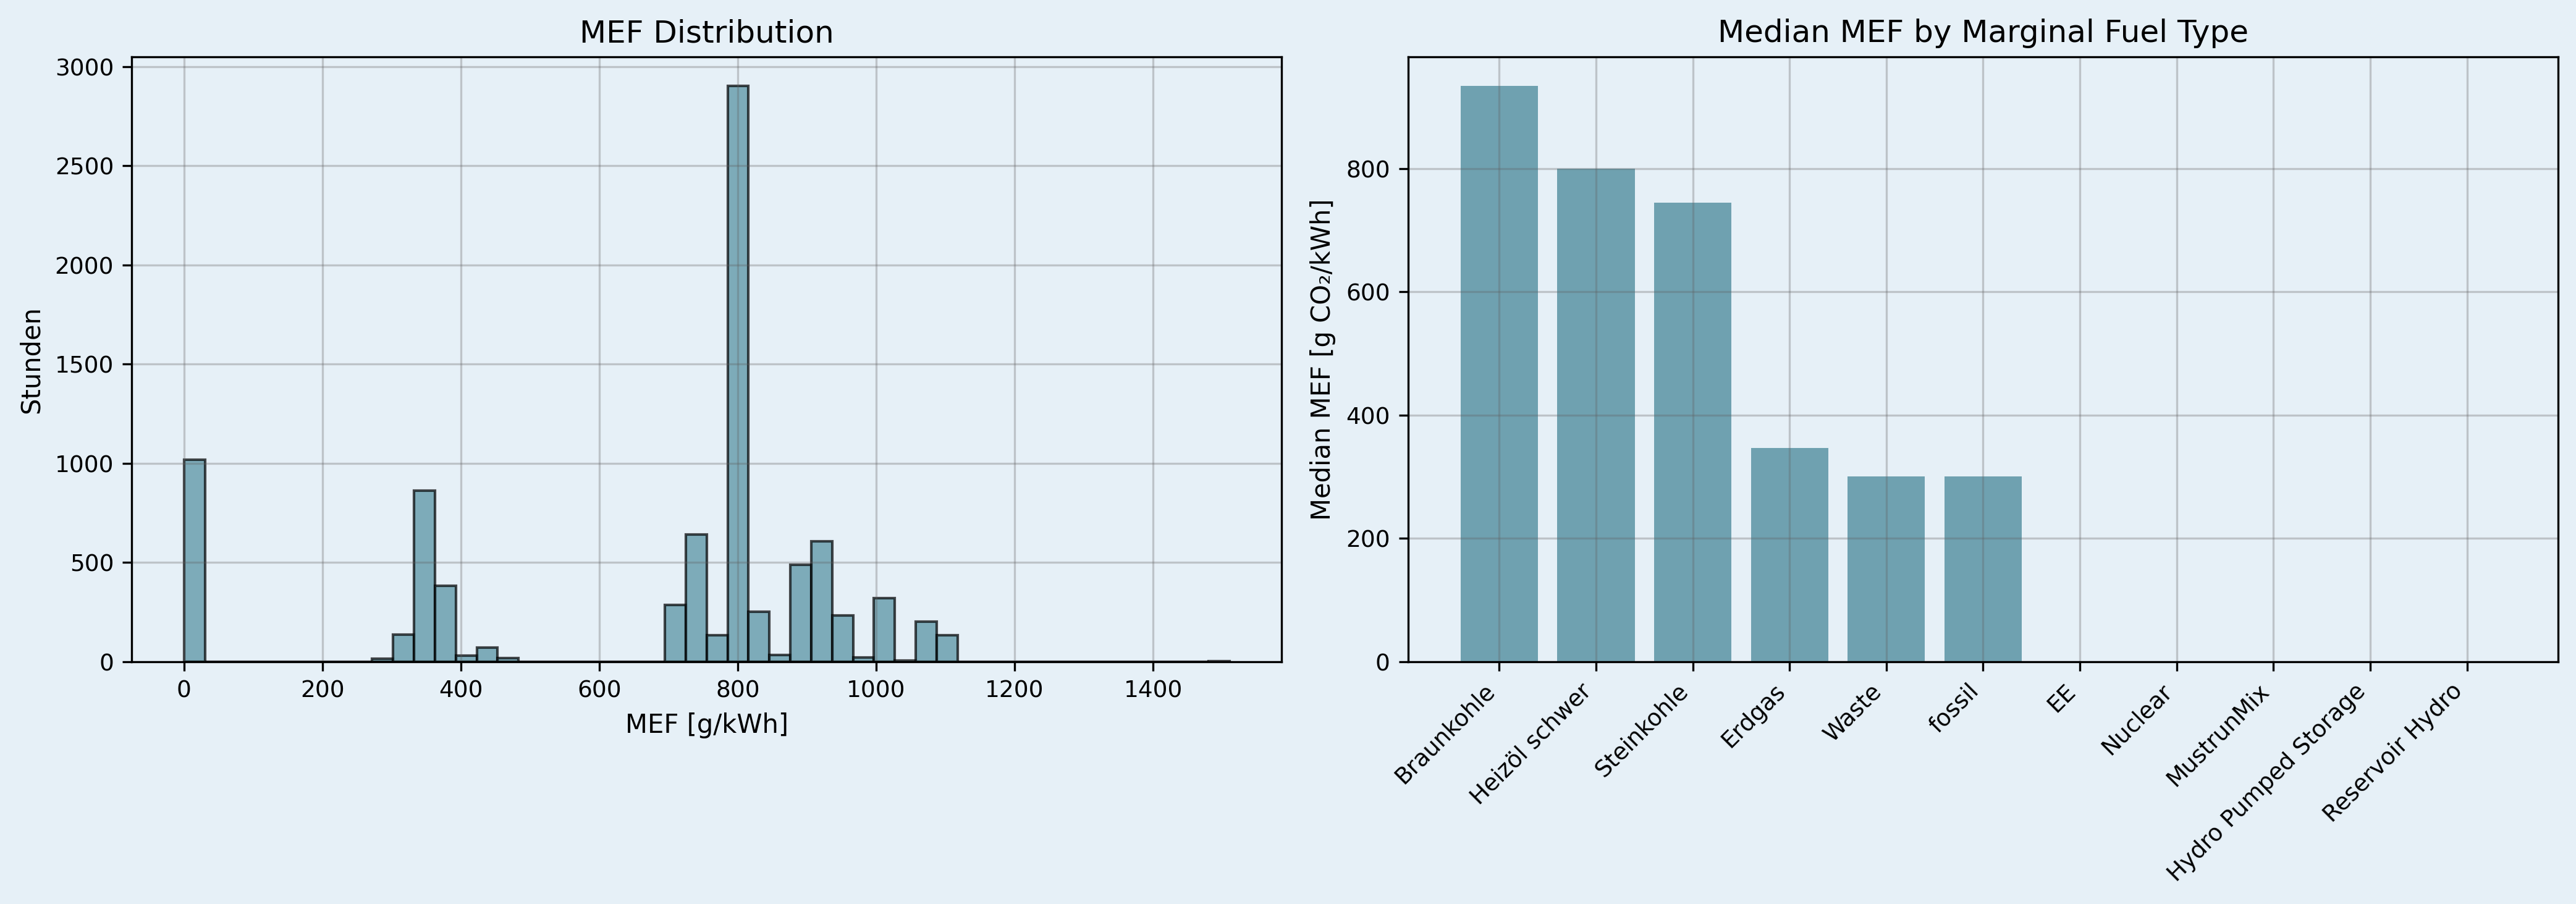 MEF Distribution
3000
2500
2000
1500
1000
500
0
Stunden
0 200 400 600 800 1000 1200 1400
MEF [g/kWh]
Median MEF by Marginal Fuel Type
800
600
400
200
0
Median MEF [g CO₂/kWh]
Braunkohle
Heizöl schwer
Steinkohle
Erdgas
Waste
fossil
EE
Nuclear
MustrunMix
Hydro Pumped Storage
Reservoir Hydro